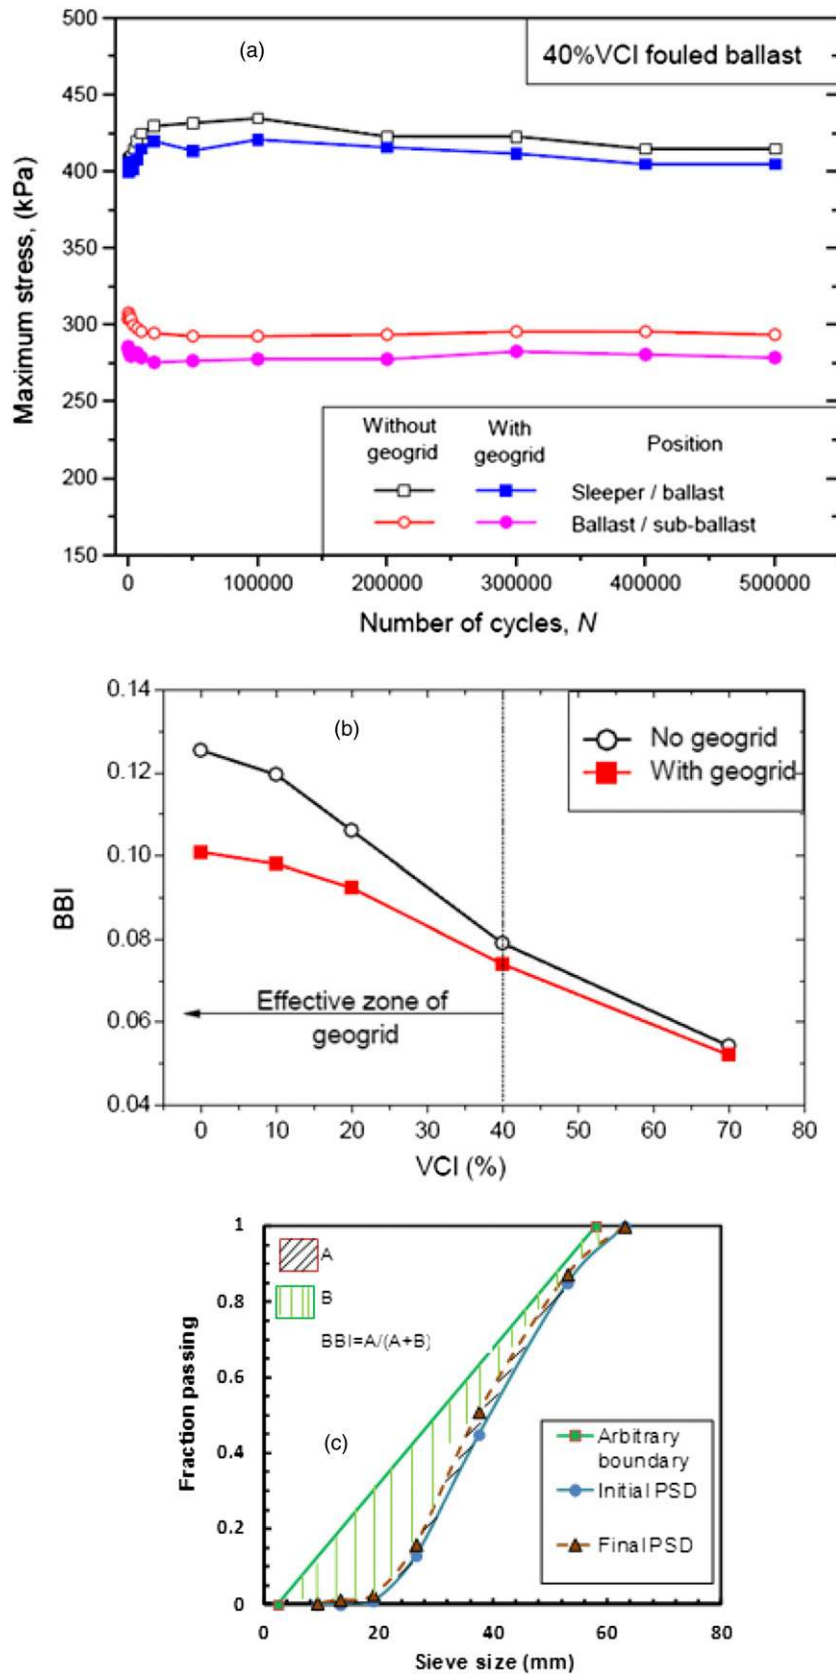 500
(a)
40%VCI fouled ballast
450
400
350
300
250
200
150
Maximum stress, (kPa)
Without geogrid
With geogrid
Position
Sleeper / ballast
Ballast / sub-ballast
0 100000 200000 300000 400000 500000
Number of cycles, N
0.14
(b)
No geogrid
With geogrid
0.12
0.10
0.08
0.06
0.04
BBI
Effective zone of
geogrid
0 10 20 30 40 50 60 70 80
VCI (%)
1
A
B
BBI=A/(A+B)
0.8
0.6
0.4
0.2
0
Fraction passing
(c)
Arbitrary
boundary
Initial PSD
Final PSD
0 20 40 60 80
Sieve size (mm)